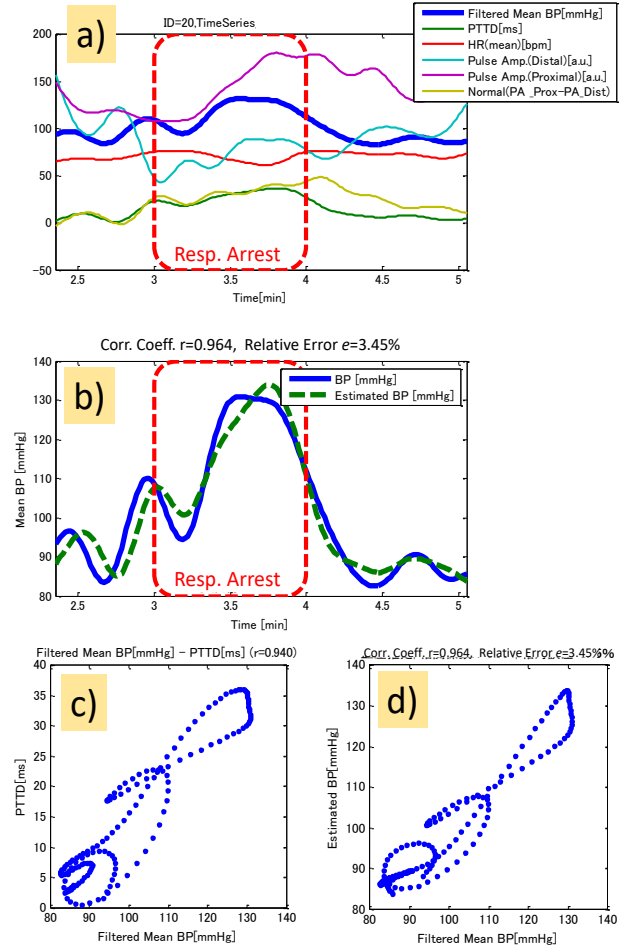 a)
ID=20,TimeSeries
Filtered Mean BP[mmHg]
PTTD[ms]
HR(mean)[bpm]
Pulse Amp.(Distal)[a.u.]
Pulse Amp.(Proximal)[a.u.]
Normal(PA_Prox-PA_Dist)
200
150
100
50
0
-50
2.5
3
3.5
4
4.5
5
Resp. Arrest
Time[min]
Corr. Coeff. r=0.964, Relative Error e=3.45%
b)
BP [mmHg]
Estimated BP [mmHg]
Mean BP [mmHg]
140
130
120
110
100
90
80
2.5
3
3.5
4
4.5
5
Resp. Arrest
Time [min]
Filtered Mean BP[mmHg] - PTTD[ms] (r=0.940)
c)
PTTD[ms]
40
35
30
25
20
15
10
5
0
80
90
100
110
120
130
140
Filtered Mean BP[mmHg]
Corr. Coeff. r=0.964, Relative Error e=3.45%%
d)
Estimated BP[mmHg]
140
130
120
110
100
90
80
80
90
100
110
120
130
140
Filtered Mean BP[mmHg]